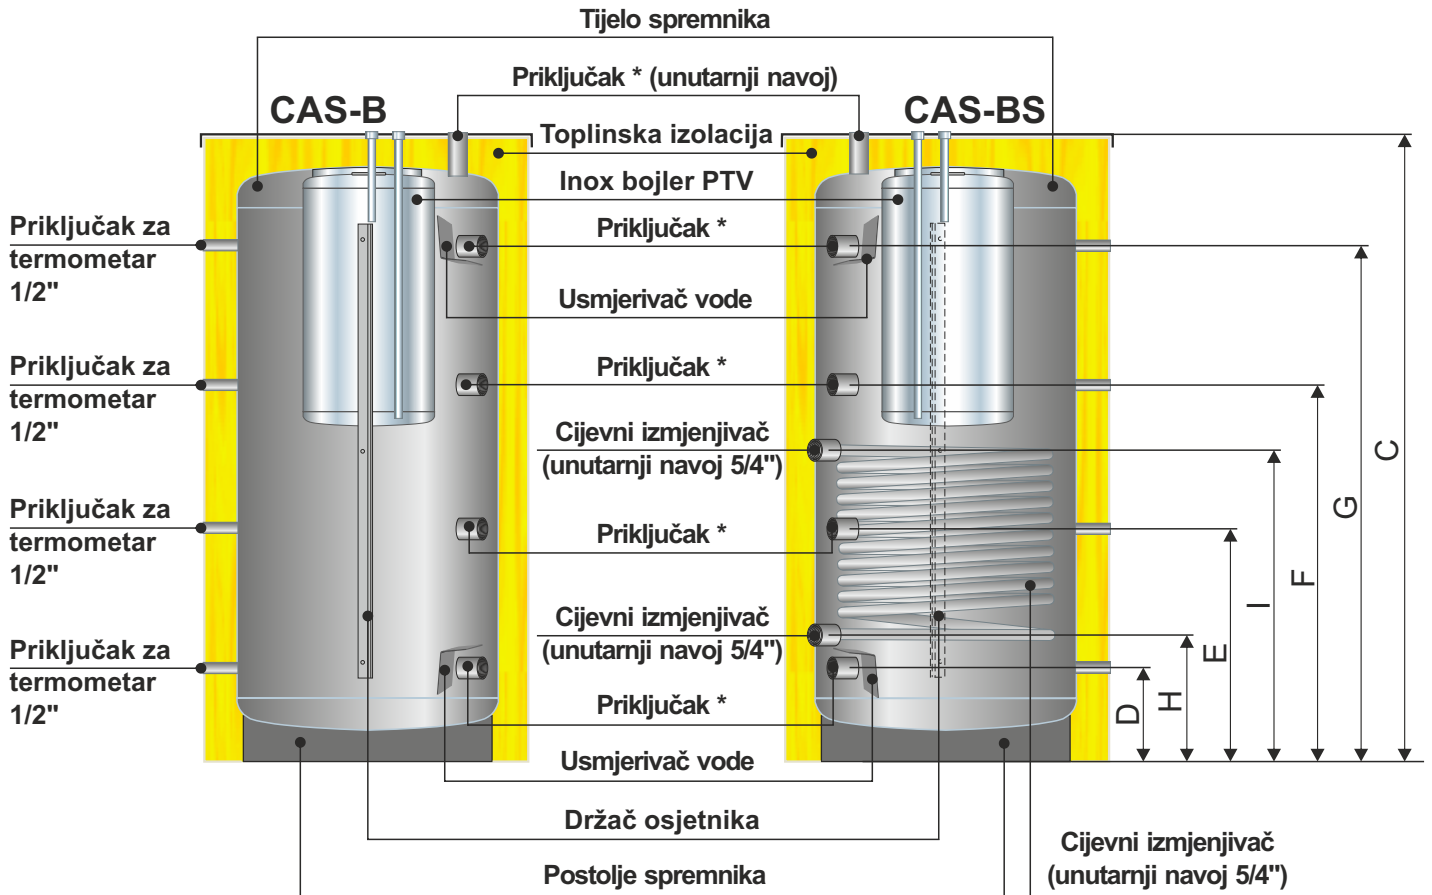 Tijelo spremnika
Priključak * (unutarnji navoj)
CAS-B
CAS-BS
Toplinska izolacija
Inox bojler PTV
Priključak za
termometar
1/2"
Priključak *
Usmjerivač vode
Priključak za
termometar
1/2"
Priključak *
Cijevni izmjenjivač
(unutarnji navoj 5/4")
Priključak za
termometar
1/2"
Priključak *
Cijevni izmjenjivač
(unutarnji navoj 5/4")
Priključak za
termometar
1/2"
Priključak *
Usmjerivač vode
Držač osjetnika
Postolje spremnika
Cijevni izmjenjivač
(unutarnji navoj 5/4")
D
H
E
I
F
G
C